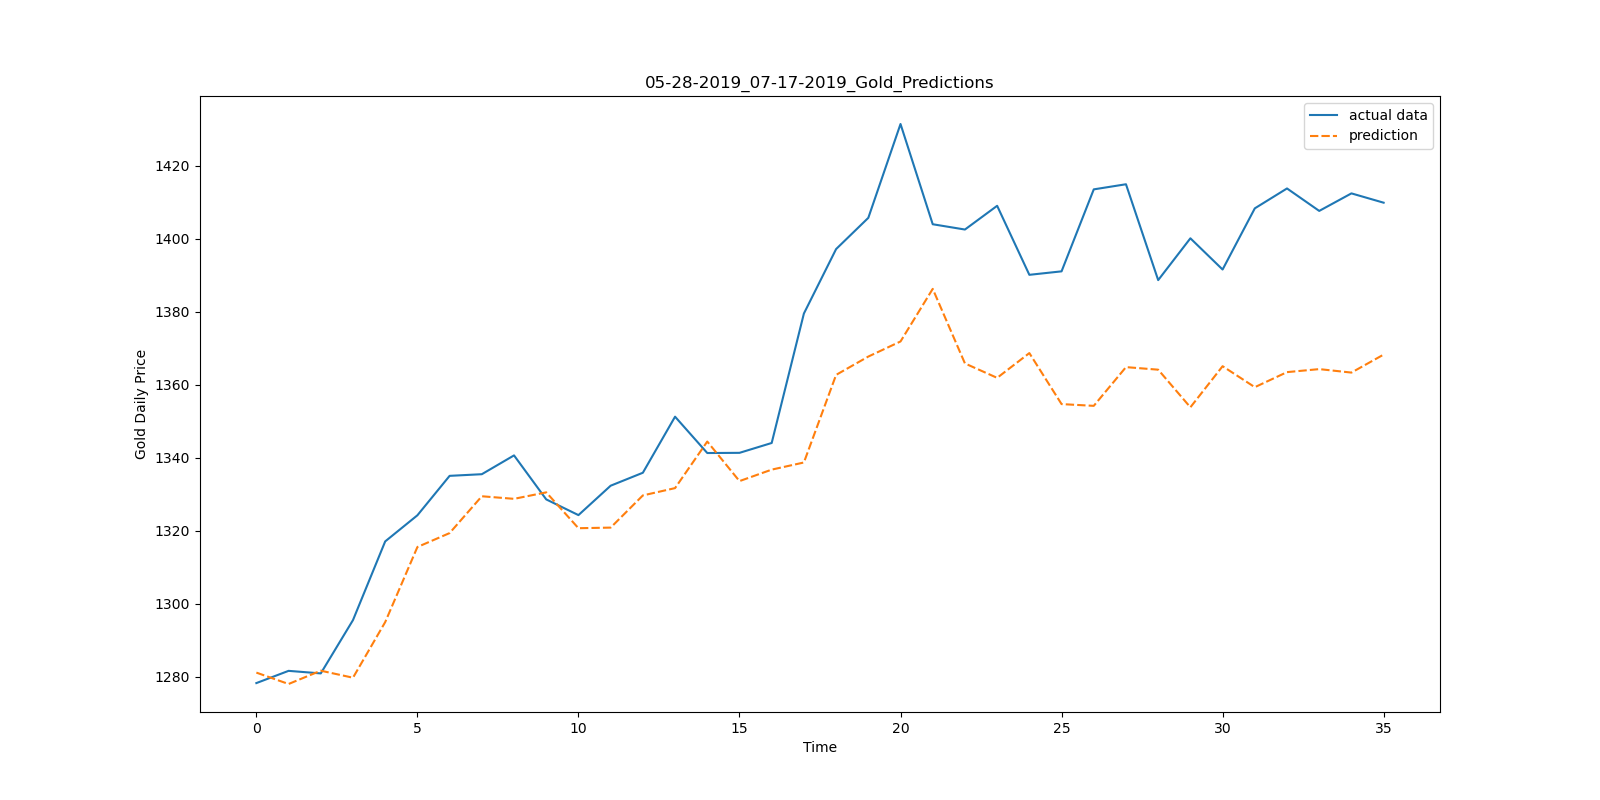 05-28-2019_07-17-2019_Gold_Predictions
actual data
prediction
1420
1400
1380
1360
1340
1320
1300
1280
Gold Daily Price
0 5 10 15 20 25 30 35
Time